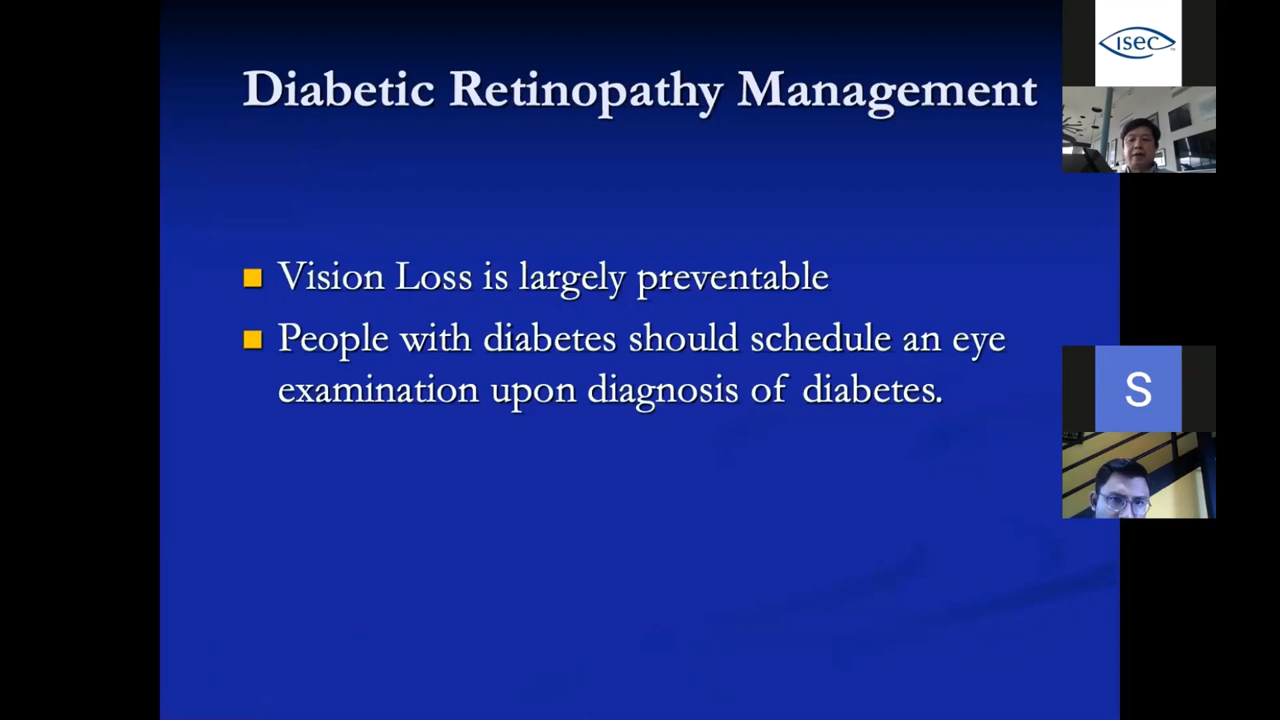 Diabetic Retinopathy Management
Vision Loss is largely preventable
People with diabetes should schedule an eye
examination upon diagnosis of diabetes.
ISEC
S